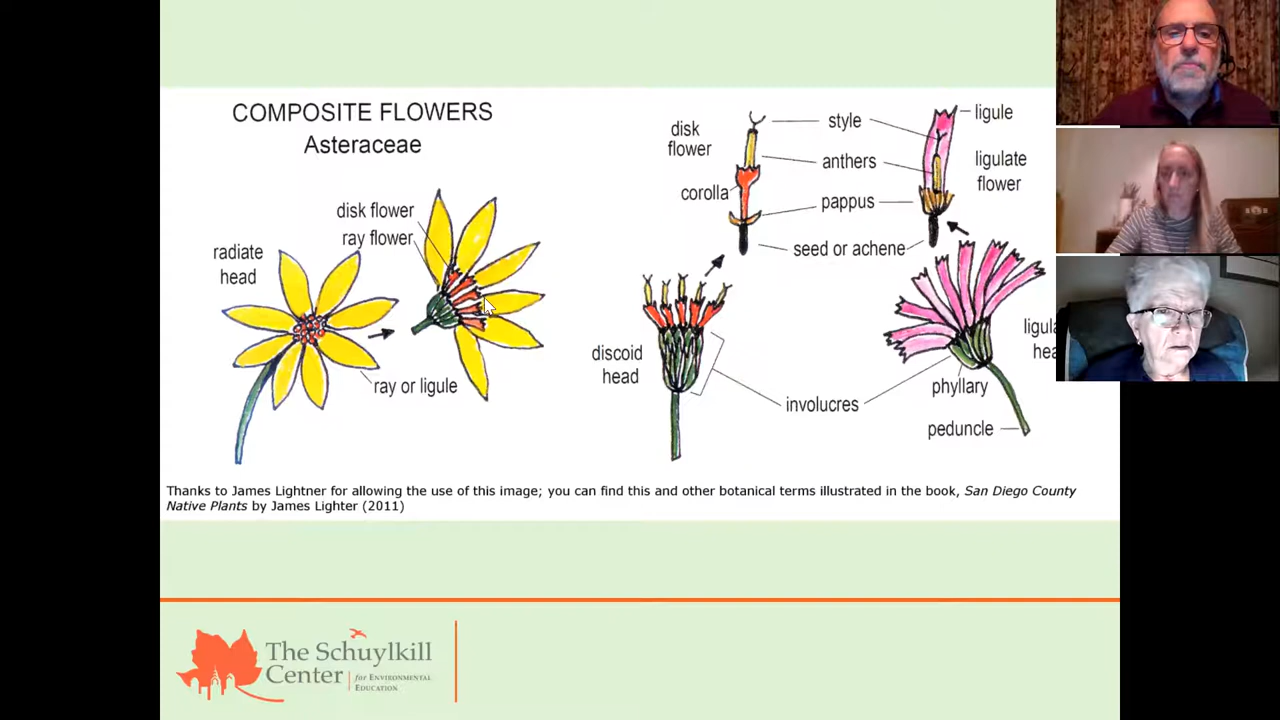 COMPOSITE FLOWERS
Asteraceae
disk flower
ray flower
radiate
head
ray or ligule
disk
flower
corolla
style
anthers
pappus
seed or achene
ligule
ligulate
flower
discoid
head
involucres
phyllary
peduncle
Thanks to James Lightner for allowing the use of this image; you can find this and other botanical terms illustrated in the book, San Diego County
Native Plants by James Lighter (2011)
The Schuylkill
Center
for ENVIRONMENTAL
EDUCATION